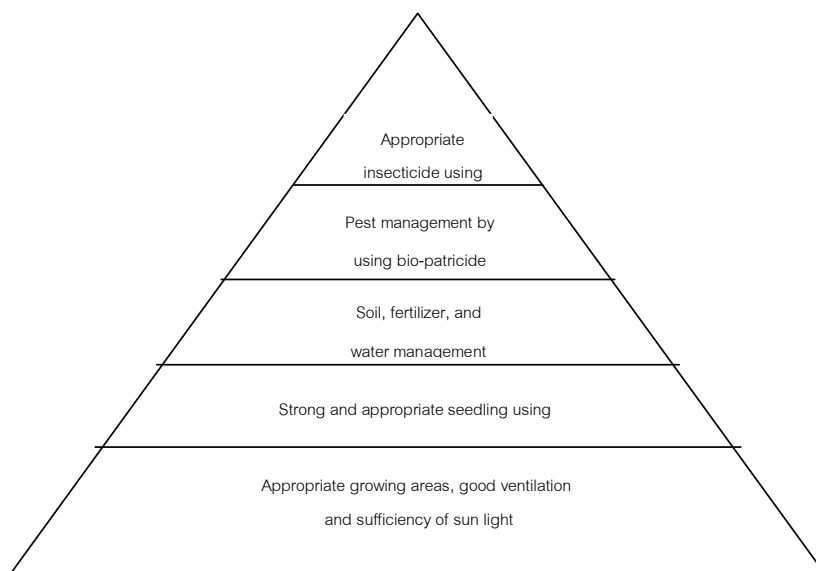 Appropriate
insecticide using
Pest management by
using bio-patricide
Soil, fertilizer, and
water management
Strong and appropriate seedling using
Appropriate growing areas, good ventilation
and sufficiency of sun light